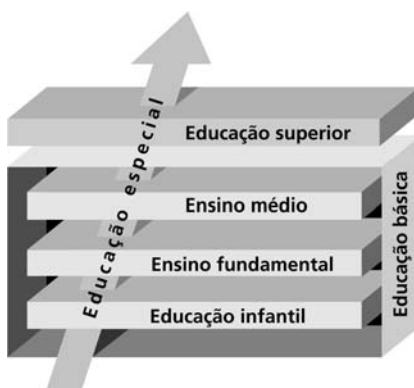 Educação superior
Ensino médio
Ensino fundamental
Educação infantil
Educação especial
Educação básica